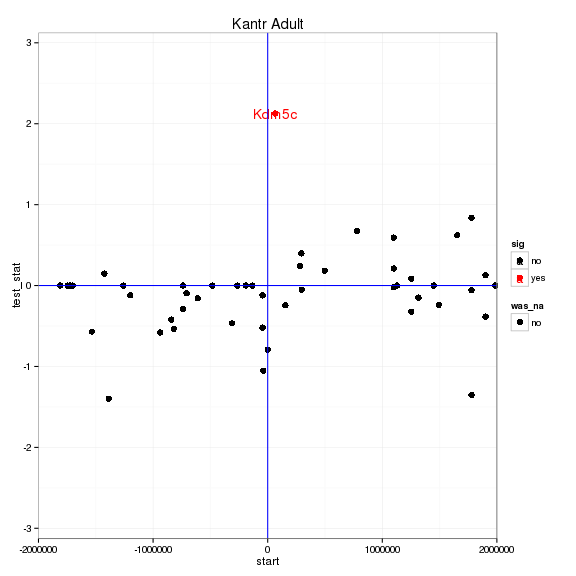 Kantr Adult
3
2
1
0
-1
-2
-3
test_stat
Kdm5c
-2000000
-1000000
0
1000000
2000000
start
sig
no
yes
was_na
no